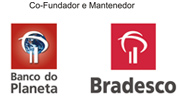 Co-Fundador e Mantenedor
Banco do
Planeta
Bradesco